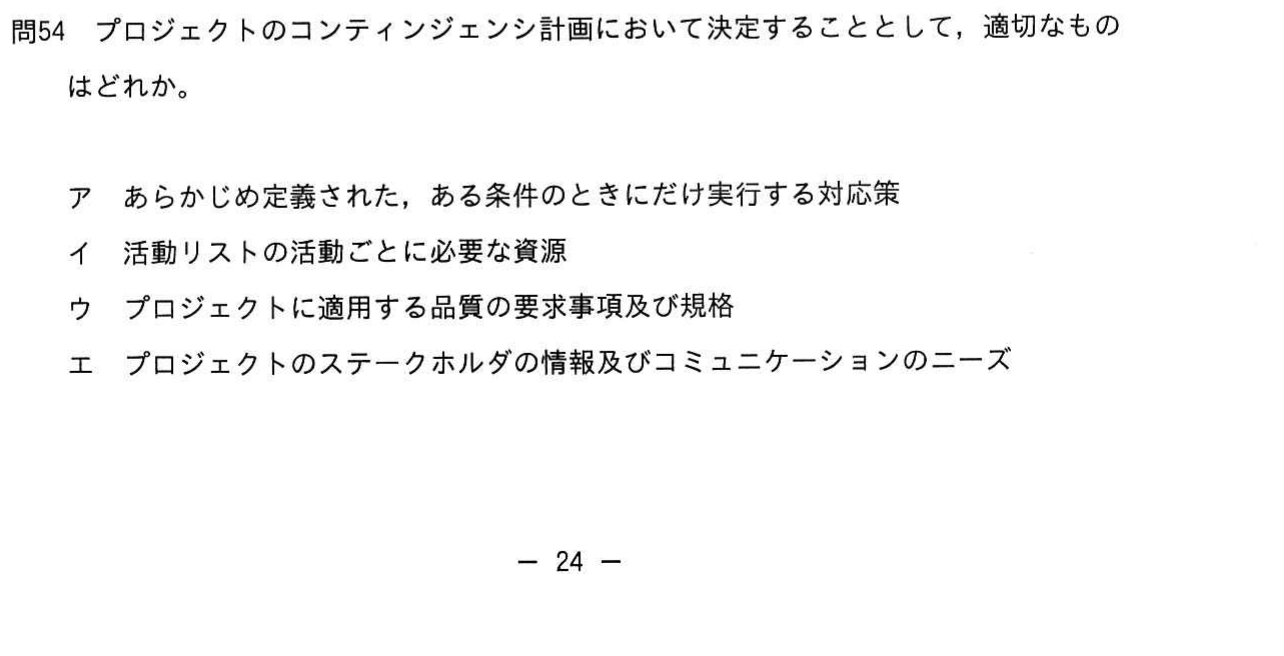 問54　プロジェクトのコンティンジェンシ計画において決定することとして，適切なもの
はどれか。
ア　あらかじめ定義された，ある条件のときにだけ実行する対応策
イ　活動リストの活動ごとに必要な資源
ウ　プロジェクトに適用する品質の要求事項及び規格
エ　プロジェクトのステークホルダの情報及びコミュニケーションのニーズ
－ 24 －